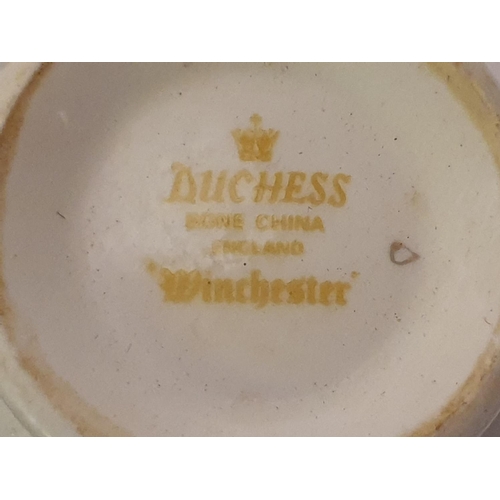 DUCHESS
BONE CHINA
ENGLAND
"Winchester"